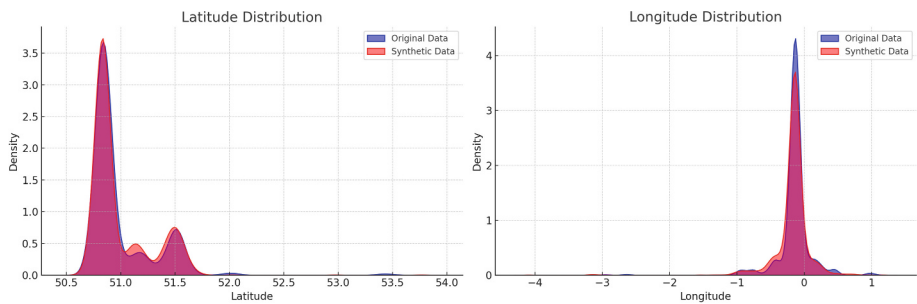 Latitude Distribution
Original Data
Synthetic Data
3.5
3.0
2.5
2.0
1.5
1.0
0.5
0.0
Density
50.5
51.0
51.5
52.0
52.5
53.0
53.5
54.0
Latitude
Longitude Distribution
Original Data
Synthetic Data
4
3
2
1
0
Density
−4
−3
−2
−1
0
1
Longitude